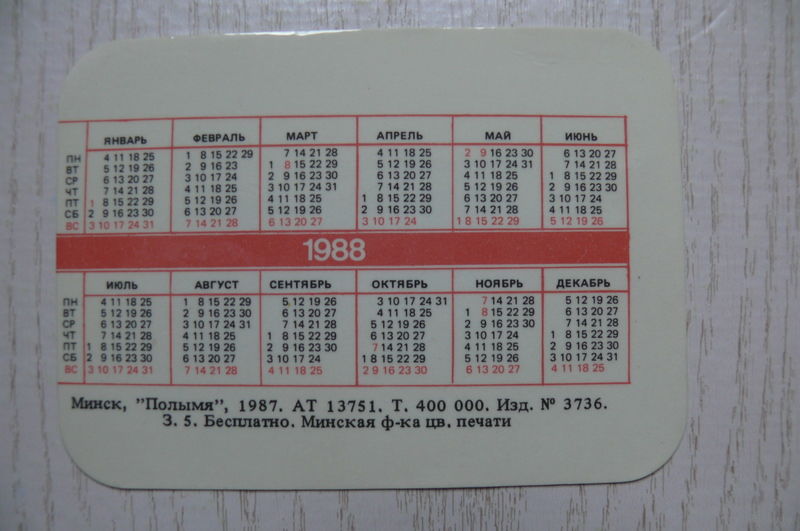 ЯНВАРЬ ФЕВРАЛЬ МАРТ АПРЕЛЬ МАЙ ИЮНЬ
ПН 4 11 18 25 1 8 15 22 29 7 14 21 28 4 11 18 25 2 9 16 23 30 6 13 20 27
ВТ 5 12 19 26 2 9 16 23 1 8 15 22 29 5 12 19 26 3 10 17 24 31 7 14 21 28
СР 6 13 20 27 3 10 17 24 2 9 16 23 30 6 13 20 27 4 11 18 25 1 8 15 22 29
ЧТ 7 14 21 28 4 11 18 25 3 10 17 24 31 7 14 21 28 5 12 19 26 2 9 16 23 30
ПТ 1 8 15 22 29 5 12 19 26 4 11 18 25 1 8 15 22 29 6 13 20 27 3 10 17 24
СБ 2 9 16 23 30 6 13 20 27 5 12 19 26 2 9 16 23 30 7 14 21 28 4 11 18 25
ВС 3 10 17 24 31 7 14 21 28 6 13 20 27 3 10 17 24 1 8 15 22 29 5 12 19 26
1988
ИЮЛЬ АВГУСТ СЕНТЯБРЬ ОКТЯБРЬ НОЯБРЬ ДЕКАБРЬ
ПН 4 11 18 25 1 8 15 22 29 5 12 19 26 3 10 17 24 31 7 14 21 28 5 12 19 26
ВТ 5 12 19 26 2 9 16 23 30 6 13 20 27 4 11 18 25 1 8 15 22 29 6 13 20 27
СР 6 13 20 27 3 10 17 24 31 7 14 21 28 5 12 19 26 2 9 16 23 30 7 14 21 28
ЧТ 7 14 21 28 4 11 18 25 1 8 15 22 29 6 13 20 27 3 10 17 24 1 8 15 22 29
ПТ 1 8 15 22 29 5 12 19 26 2 9 16 23 30 7 14 21 28 4 11 18 25 2 9 16 23 30
СБ 2 9 16 23 30 6 13 20 27 3 10 17 24 1 8 15 22 29 5 12 19 26 3 10 17 24 31
ВС 3 10 17 24 31 7 14 21 28 4 11 18 25 2 9 16 23 30 6 13 20 27 4 11 18 25
Минск, "Полымя", 1987. АТ 13751. Т. 400 000. Изд. № 3736.
З. 5. Бесплатно. Минская ф-ка цв. печати